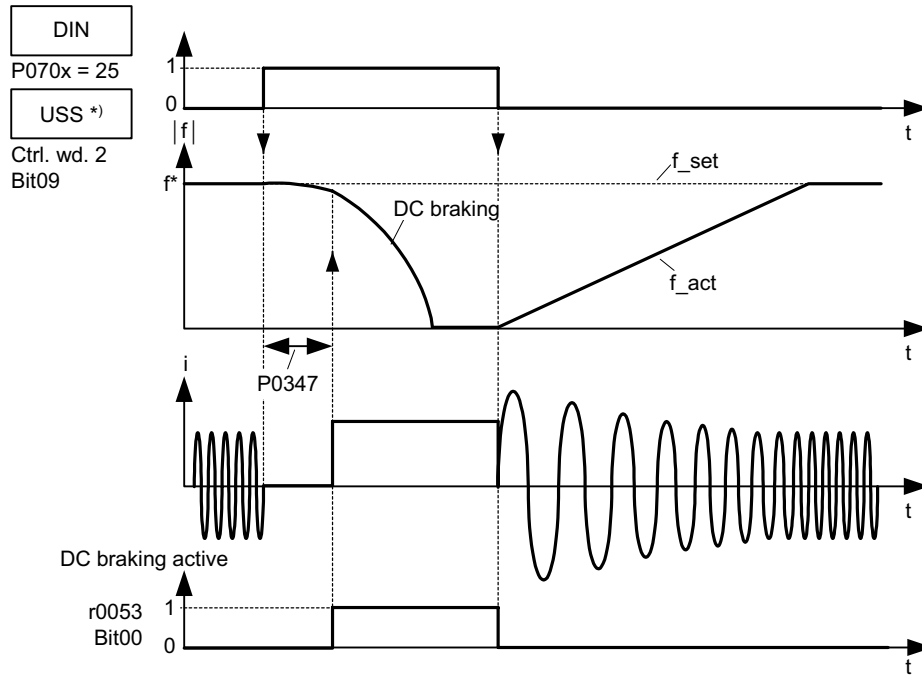 DIN
P070x = 25
USS *)
Ctrl. wd. 2
Bit09
1
0
t
|f|
f*
f_set
DC braking
f_act
t
P0347
i
t
DC braking active
r0053
Bit00
1
0
t